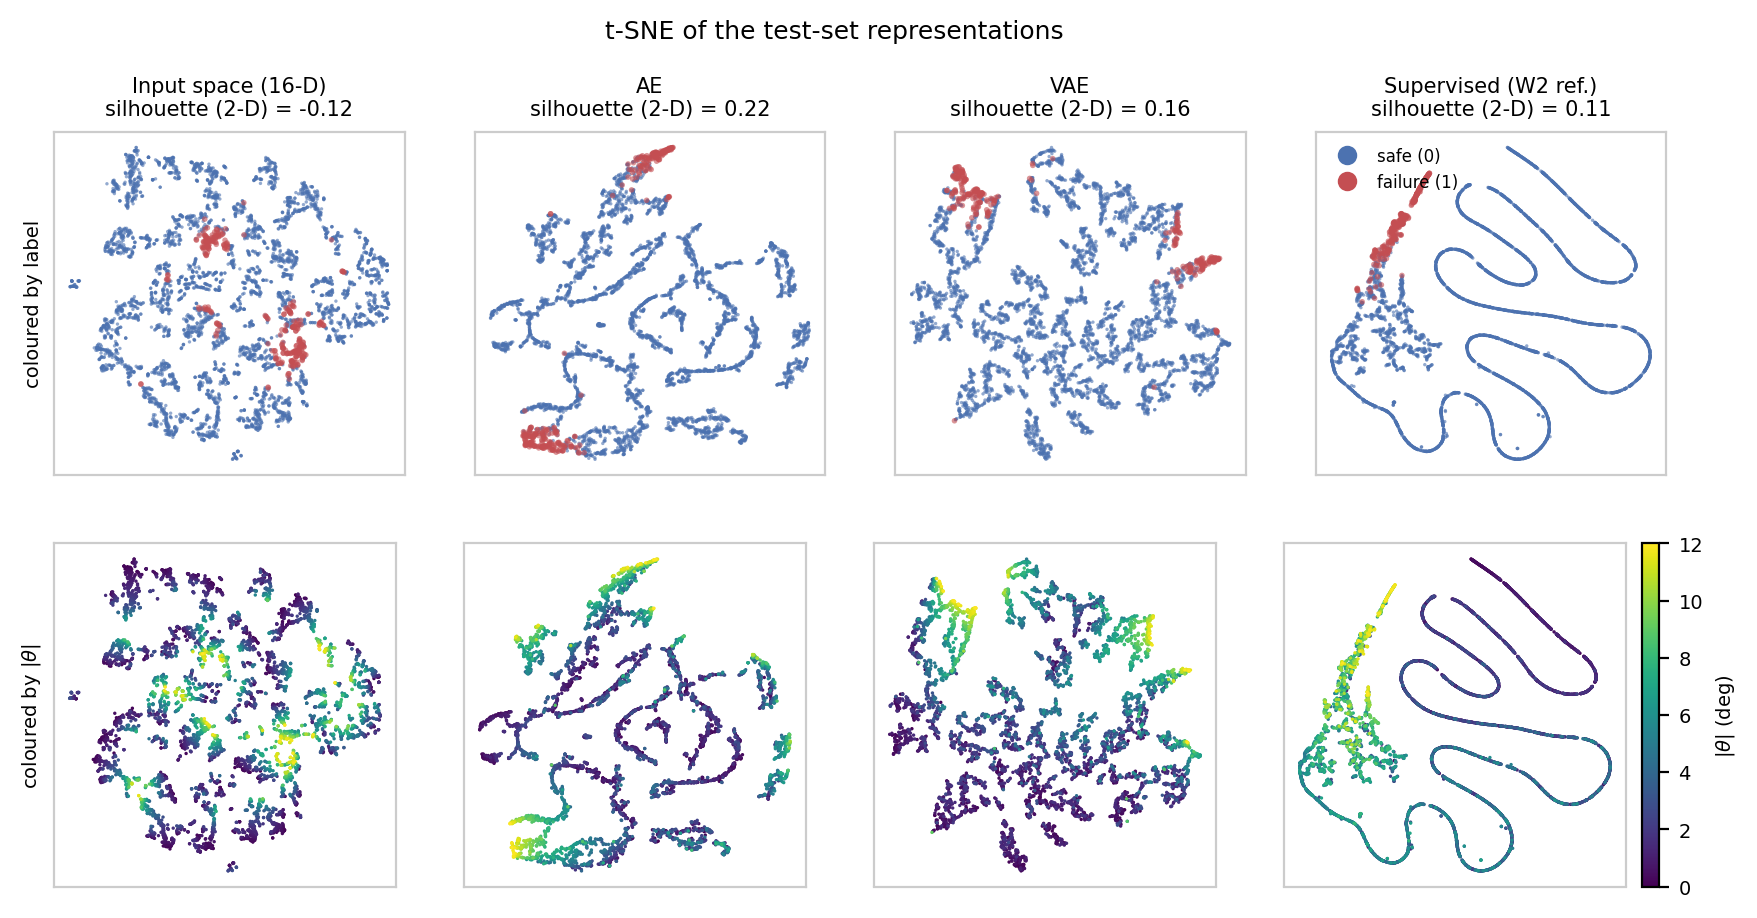 t-SNE of the test-set representations
Input space (16-D)
silhouette (2-D) = -0.12
AE
silhouette (2-D) = 0.22
VAE
silhouette (2-D) = 0.16
Supervised (W2 ref.)
silhouette (2-D) = 0.11
coloured by label
safe (0)
failure (1)
coloured by |θ|
12
10
8
6
4
2
0
|θ| (deg)